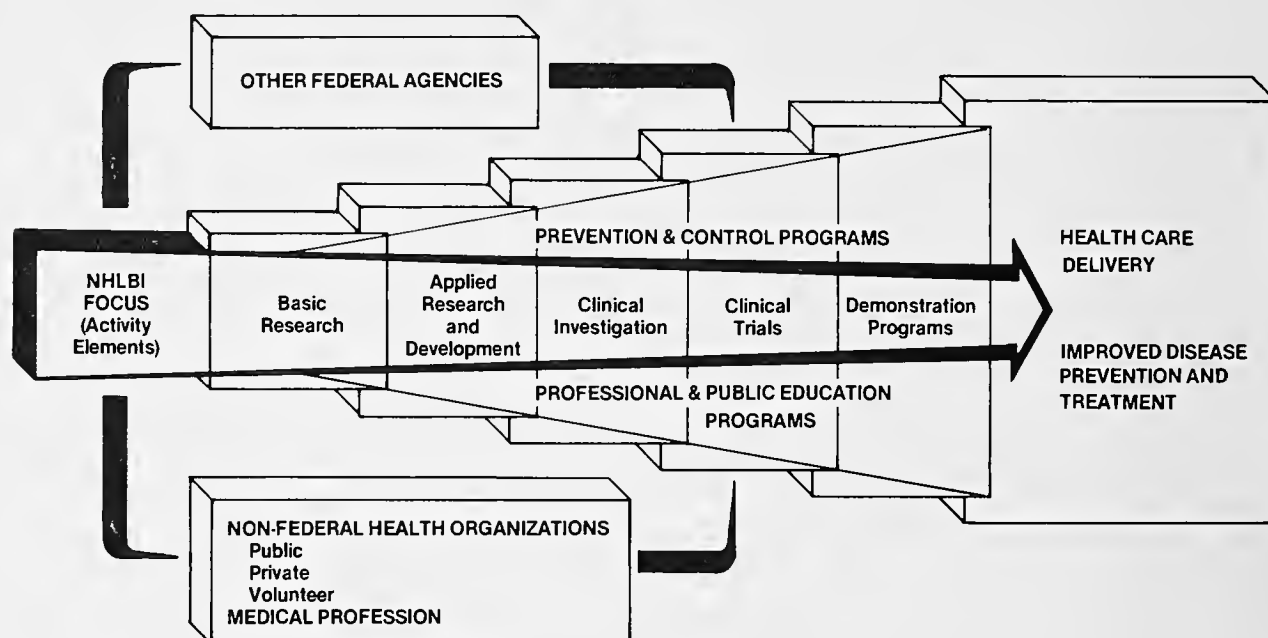 OTHER FEDERAL AGENCIES
PREVENTION & CONTROL PROGRAMS
NHLBI
FOCUS
(Activity
Elements)
Basic
Research
Applied
Research
and
Development
Clinical
Investigation
Clinical
Trials
Demonstration
Programs
HEALTH CARE
DELIVERY
IMPROVED DISEASE
PREVENTION AND
TREATMENT
PROFESSIONAL & PUBLIC EDUCATION
PROGRAMS
NON-FEDERAL HEALTH ORGANIZATIONS
Public
Private
Volunteer
MEDICAL PROFESSION